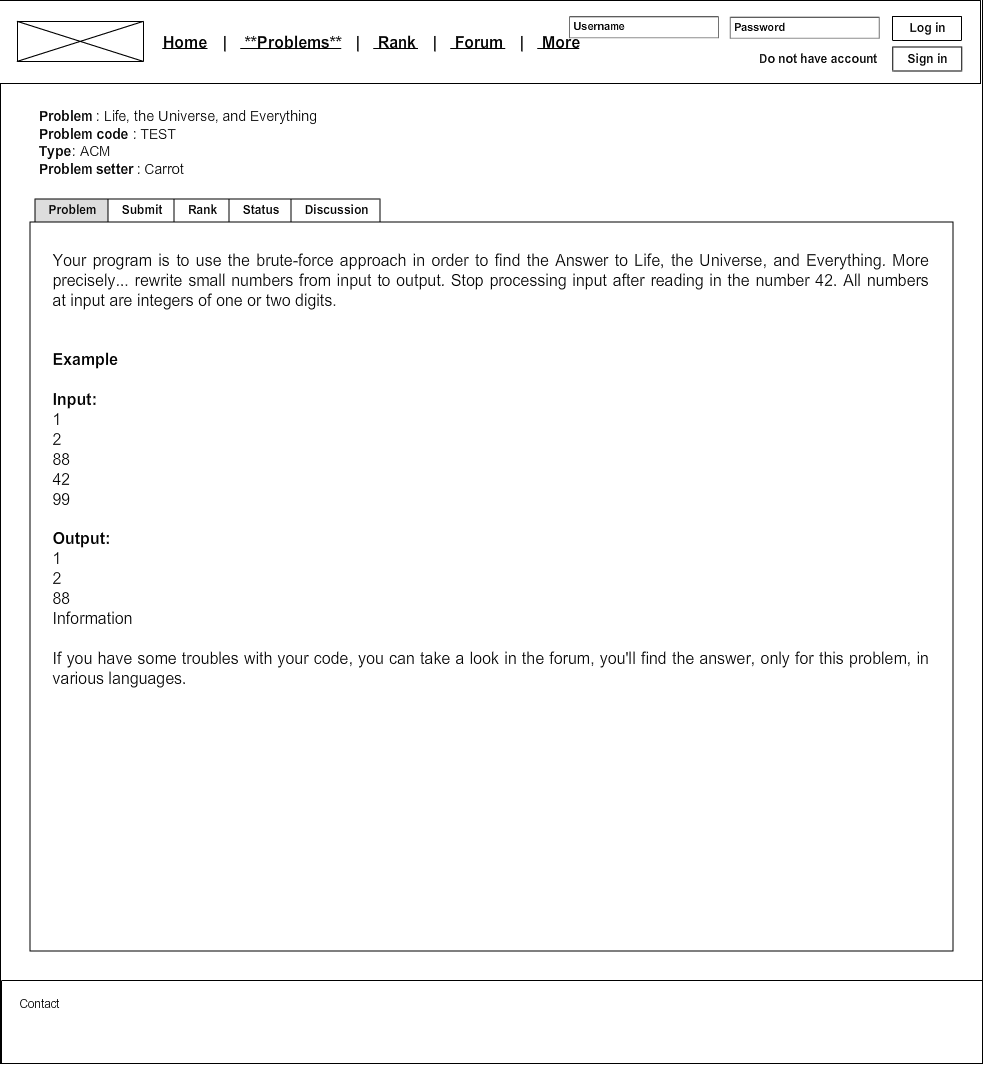 Home | **Problems** | Rank | Forum | More
Username
Password
Log in
Do not have account
Sign in
Problem : Life, the Universe, and Everything
Problem code : TEST
Type: ACM
Problem setter : Carrot
Problem Submit Rank Status Discussion
Your program is to use the brute-force approach in order to find the Answer to Life, the Universe, and Everything. More
precisely... rewrite small numbers from input to output. Stop processing input after reading in the number 42. All numbers
at input are integers of one or two digits.
Example
Input:
1
2
88
42
99
Output:
1
2
88
Information
If you have some troubles with your code, you can take a look in the forum, you'll find the answer, only for this problem, in
various languages.
Contact